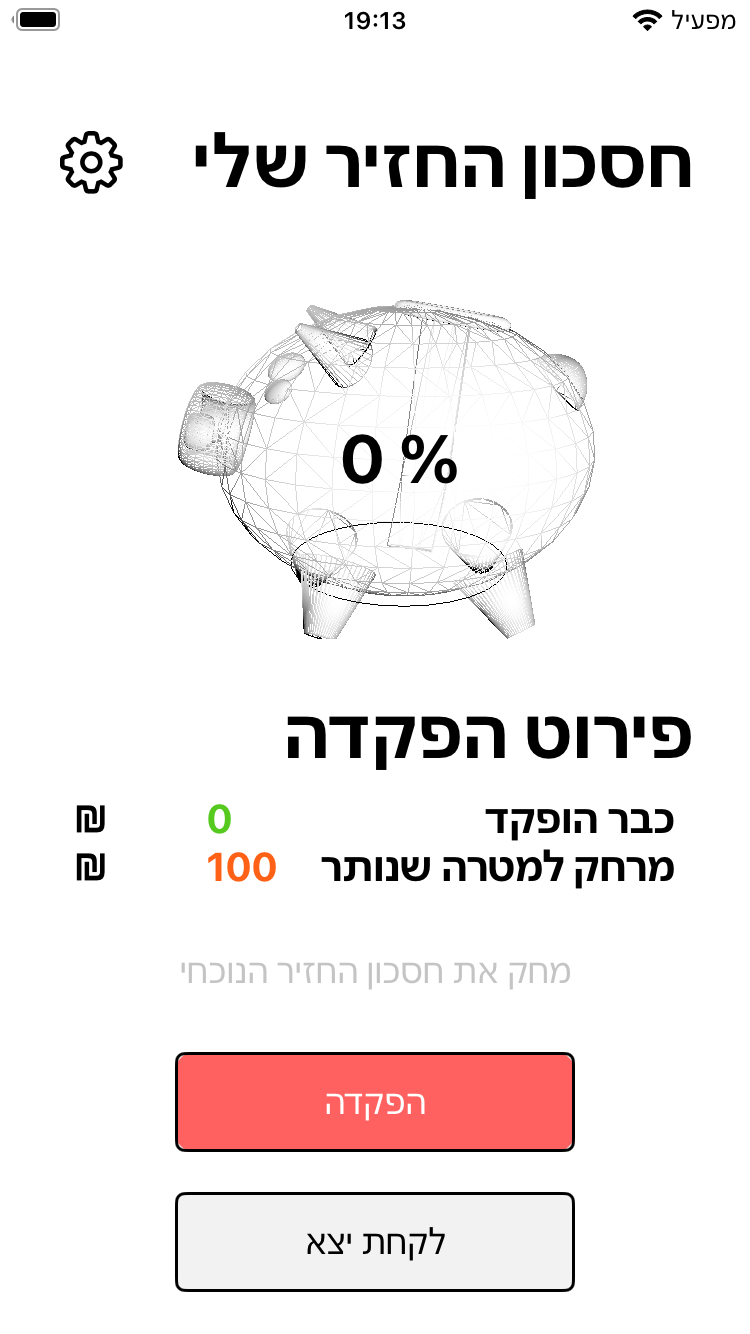 מפעיל 19:13
חסכון החזיר שלי
0 %
פירוט הפקדה
כבר הופקד 0 ₪
מרחק למטרה שנותר 100 ₪
מחק את חסכון החזיר הנוכחי
הפקדה
לקחת יצא